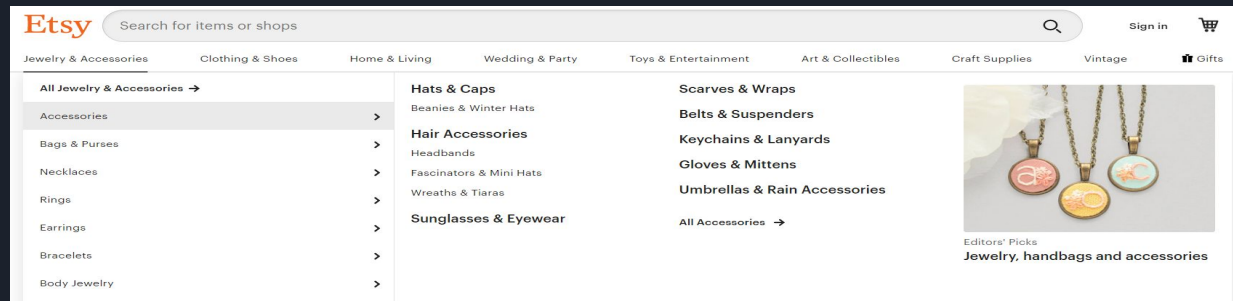 Etsy Search for items or shops Sign in
Jewelry & Accessories Clothing & Shoes Home & Living Wedding & Party Toys & Entertainment Art & Collectibles Craft Supplies Vintage Gifts
All Jewelry & Accessories →
Accessories
Bags & Purses
Necklaces
Rings
Earrings
Bracelets
Body Jewelry
Hats & Caps
Beanies & Winter Hats
Hair Accessories
Headbands
Fascinators & Mini Hats
Wreaths & Tiaras
Sunglasses & Eyewear
Scarves & Wraps
Belts & Suspenders
Keychains & Lanyards
Gloves & Mittens
Umbrellas & Rain Accessories
All Accessories →
Editors' Picks
Jewelry, handbags and accessories